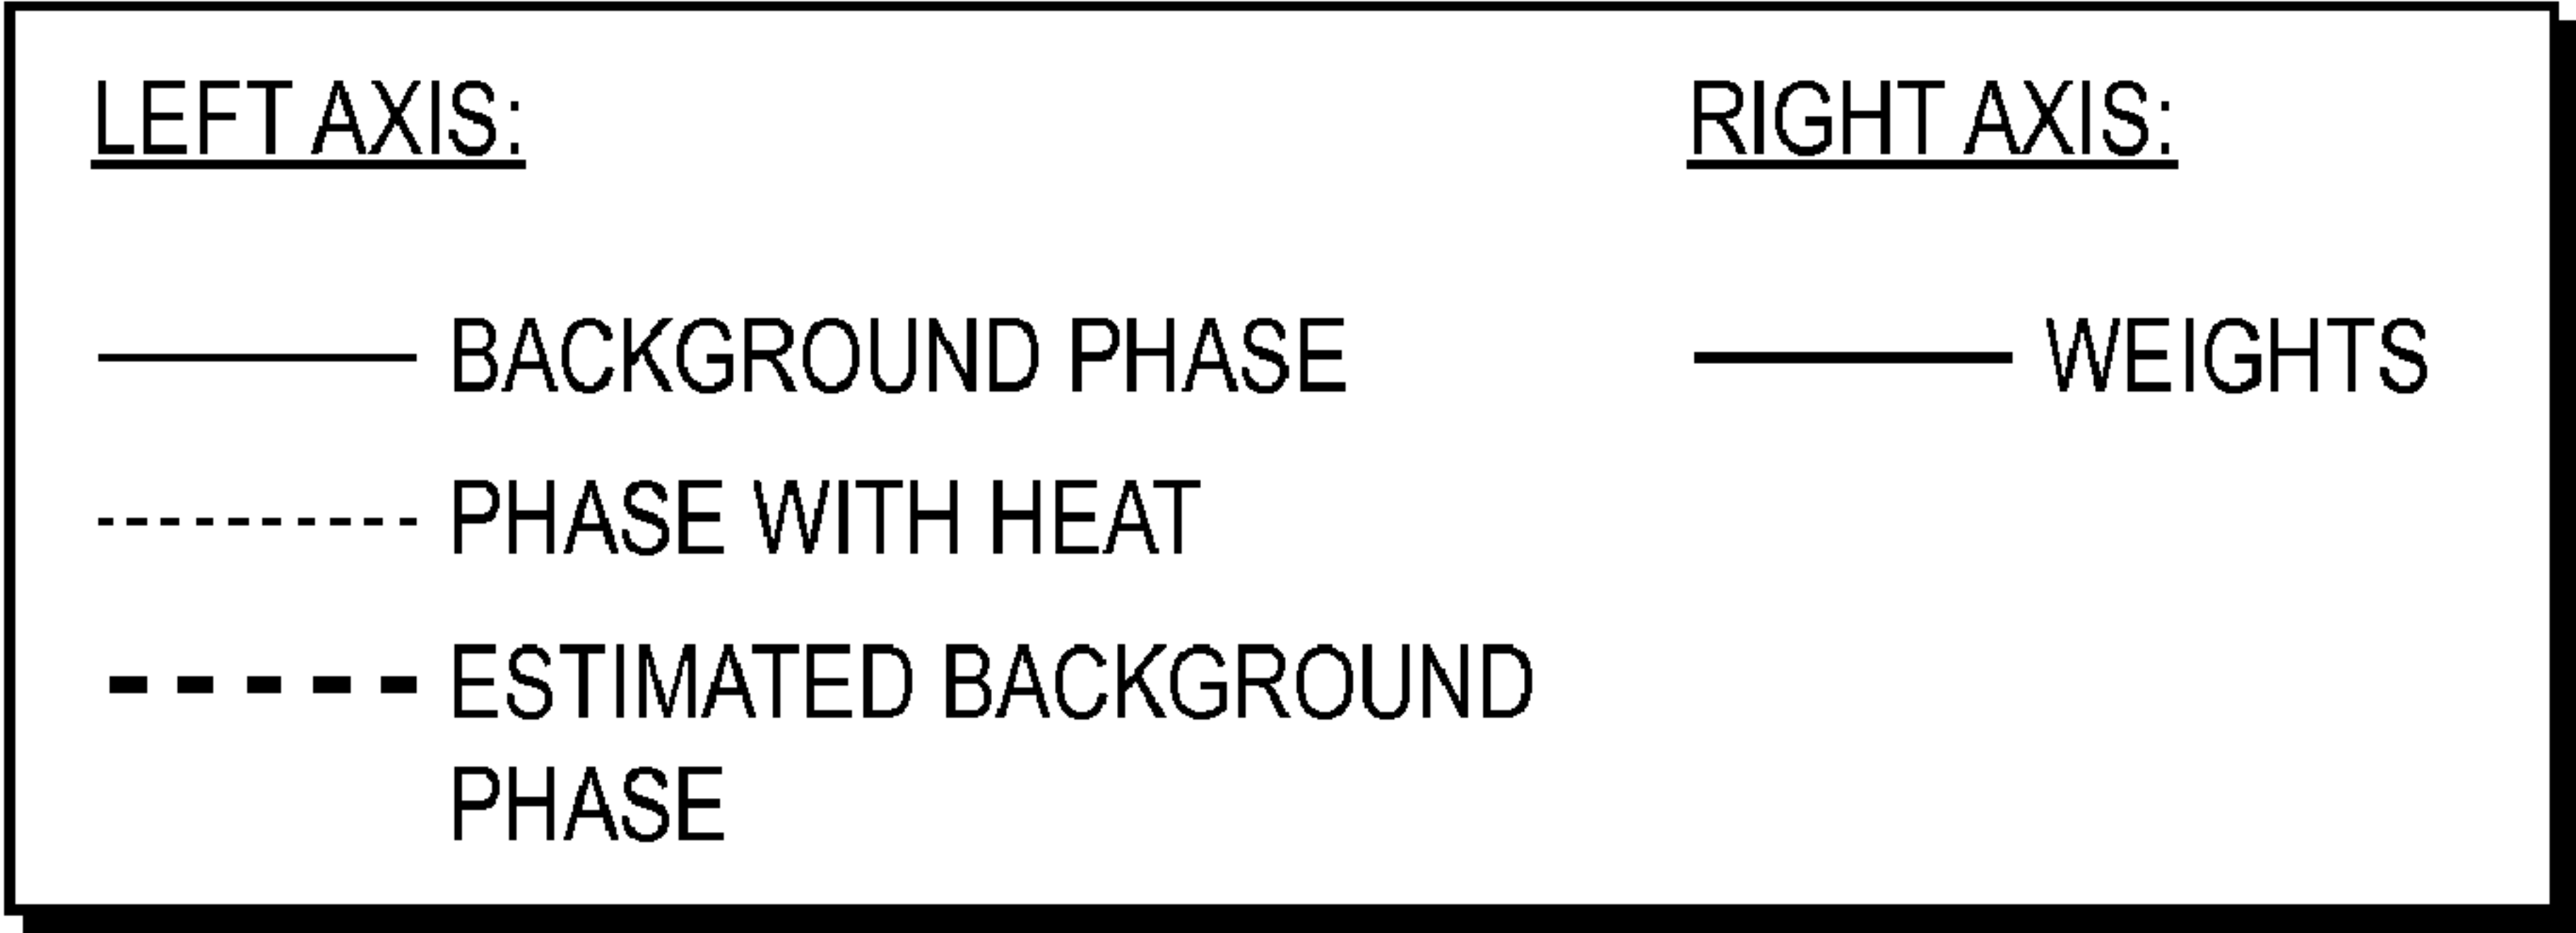 LEFT AXIS:
BACKGROUND PHASE
PHASE WITH HEAT
ESTIMATED BACKGROUND
PHASE
RIGHT AXIS:
WEIGHTS